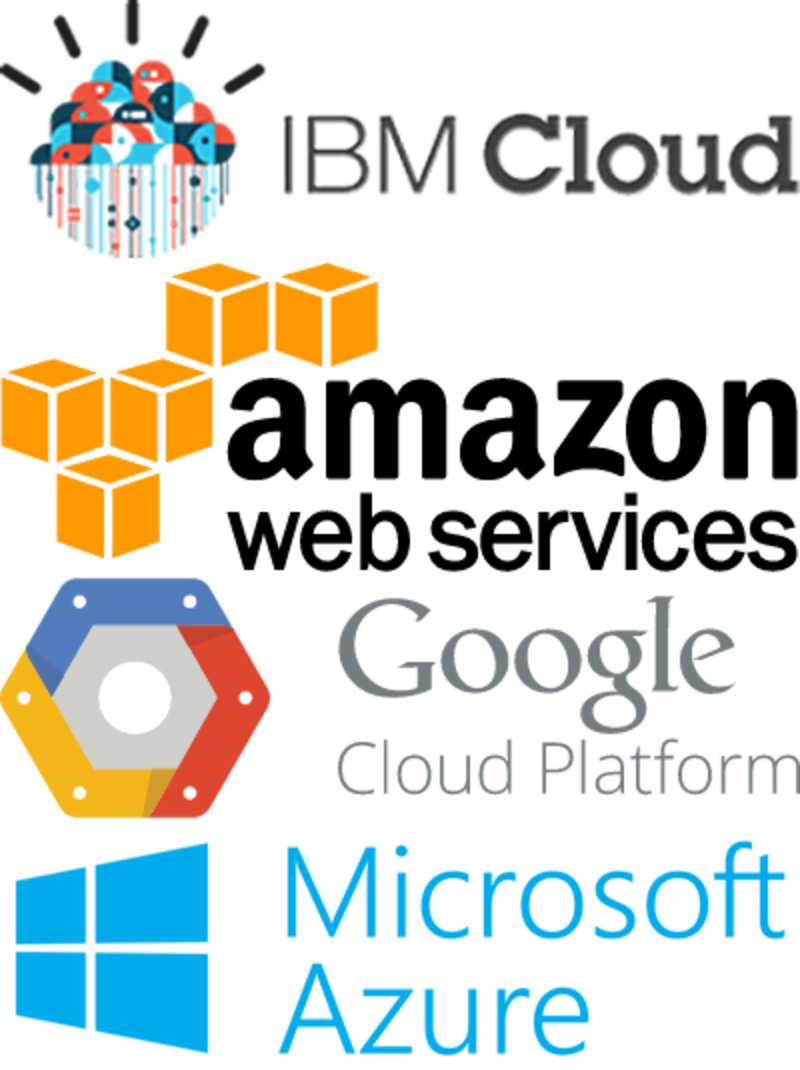 IBM Cloud
amazon
web services
Google
Cloud Platform
Microsoft
Azure